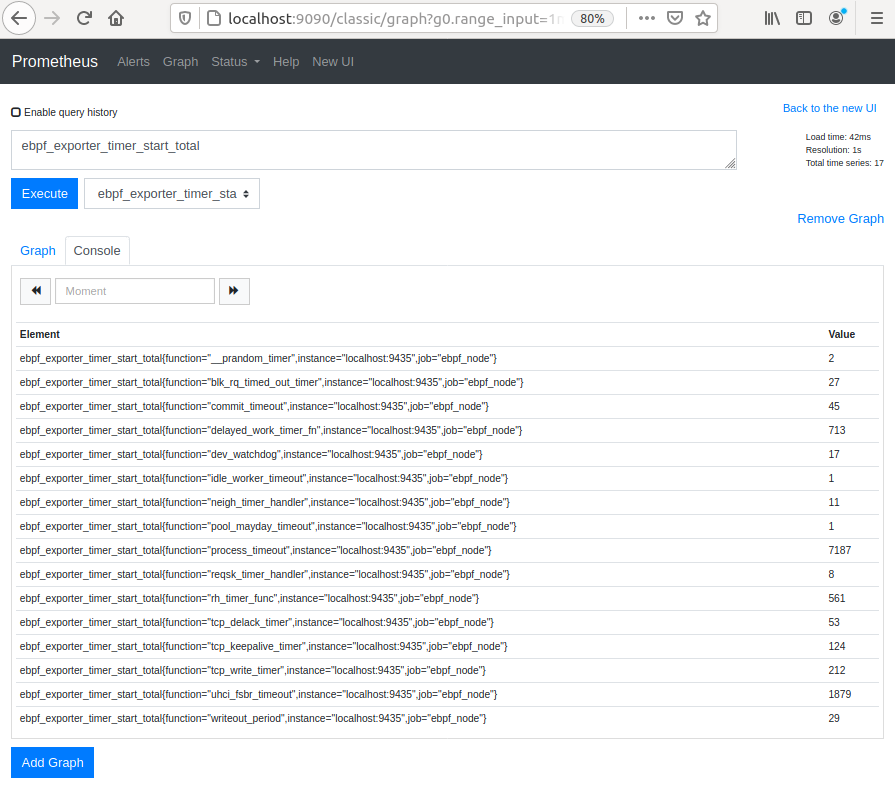 localhost:9090/classic/graph?g0.range_input=1 80%
Prometheus Alerts Graph Status Help New UI
Enable query history
Back to the new UI
ebpf_exporter_timer_start_total
Load time: 42ms
Resolution: 1s
Total time series: 17
Execute ebpf_exporter_timer_sta
Remove Graph
Graph Console
Moment
Element Value
ebpf_exporter_timer_start_total{function="__prandom_timer",instance="localhost:9435",job="ebpf_node"} 2
ebpf_exporter_timer_start_total{function="blk_rq_timed_out_timer",instance="localhost:9435",job="ebpf_node"} 27
ebpf_exporter_timer_start_total{function="commit_timeout",instance="localhost:9435",job="ebpf_node"} 45
ebpf_exporter_timer_start_total{function="delayed_work_timer_fn",instance="localhost:9435",job="ebpf_node"} 713
ebpf_exporter_timer_start_total{function="dev_watchdog",instance="localhost:9435",job="ebpf_node"} 17
ebpf_exporter_timer_start_total{function="idle_worker_timeout",instance="localhost:9435",job="ebpf_node"} 1
ebpf_exporter_timer_start_total{function="neigh_timer_handler",instance="localhost:9435",job="ebpf_node"} 11
ebpf_exporter_timer_start_total{function="pool_mayday_timeout",instance="localhost:9435",job="ebpf_node"} 1
ebpf_exporter_timer_start_total{function="process_timeout",instance="localhost:9435",job="ebpf_node"} 7187
ebpf_exporter_timer_start_total{function="reqsk_timer_handler",instance="localhost:9435",job="ebpf_node"} 8
ebpf_exporter_timer_start_total{function="rh_timer_func",instance="localhost:9435",job="ebpf_node"} 561
ebpf_exporter_timer_start_total{function="tcp_delack_timer",instance="localhost:9435",job="ebpf_node"} 53
ebpf_exporter_timer_start_total{function="tcp_keepalive_timer",instance="localhost:9435",job="ebpf_node"} 124
ebpf_exporter_timer_start_total{function="tcp_write_timer",instance="localhost:9435",job="ebpf_node"} 212
ebpf_exporter_timer_start_total{function="uhci_fsbr_timeout",instance="localhost:9435",job="ebpf_node"} 1879
ebpf_exporter_timer_start_total{function="writeout_period",instance="localhost:9435",job="ebpf_node"} 29
Add Graph